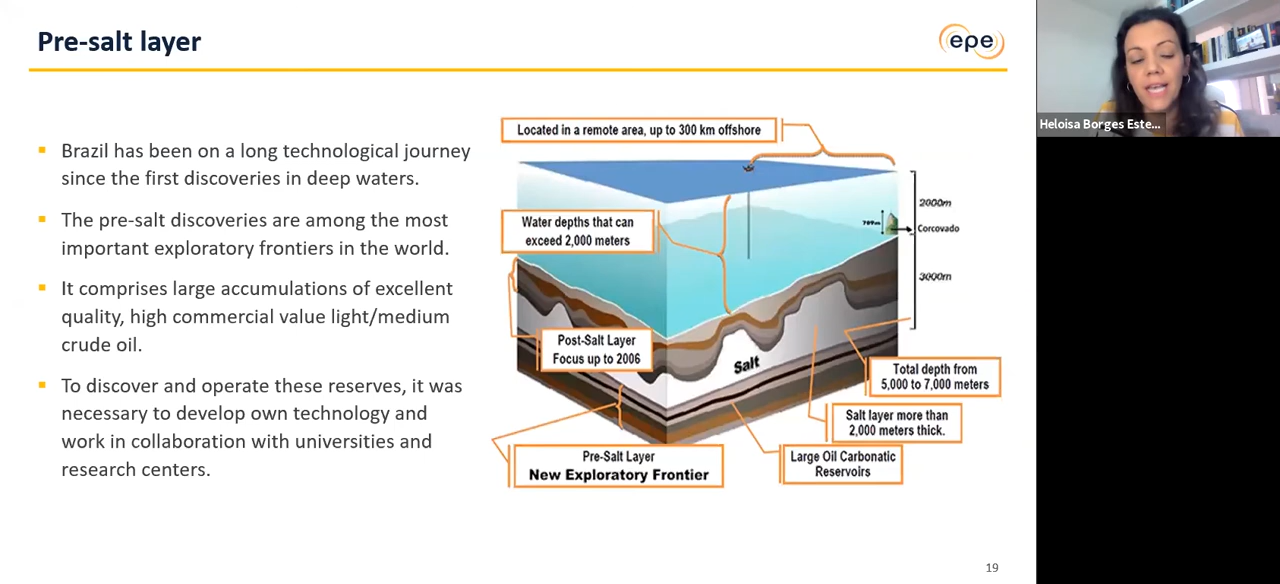 Pre-salt layer
epe
Brazil has been on a long technological journey
since the first discoveries in deep waters.
The pre-salt discoveries are among the most
important exploratory frontiers in the world.
It comprises large accumulations of excellent
quality, high commercial value light/medium
crude oil.
To discover and operate these reserves, it was
necessary to develop own technology and
work in collaboration with universities and
research centers.
Located in a remote area, up to 300 km offshore
Water depths that can
exceed 2,000 meters
2000m
709m
Corcovado
3000m
Post-Salt Layer
Focus up to 2006
Salt
Total depth from
5,000 to 7,000 meters
Salt layer more than
2,000 meters thick.
Pre-Salt Layer
New Exploratory Frontier
Large Oil Carbonatic
Reservoirs
19
Heloisa Borges Este...